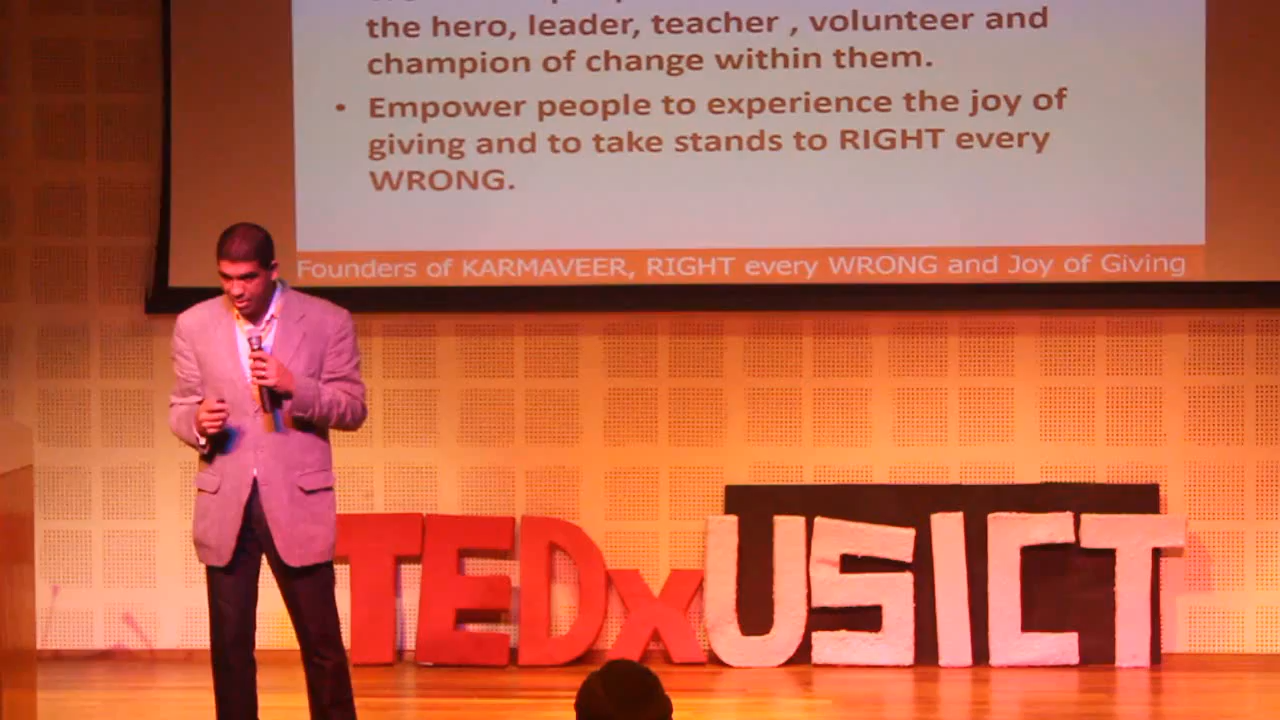 the hero, leader, teacher , volunteer and
champion of change within them.
• Empower people to experience the joy of
giving and to take stands to RIGHT every
WRONG.
Founders of KARMAVEER, RIGHT every WRONG and Joy of Giving
TEDxUSICT